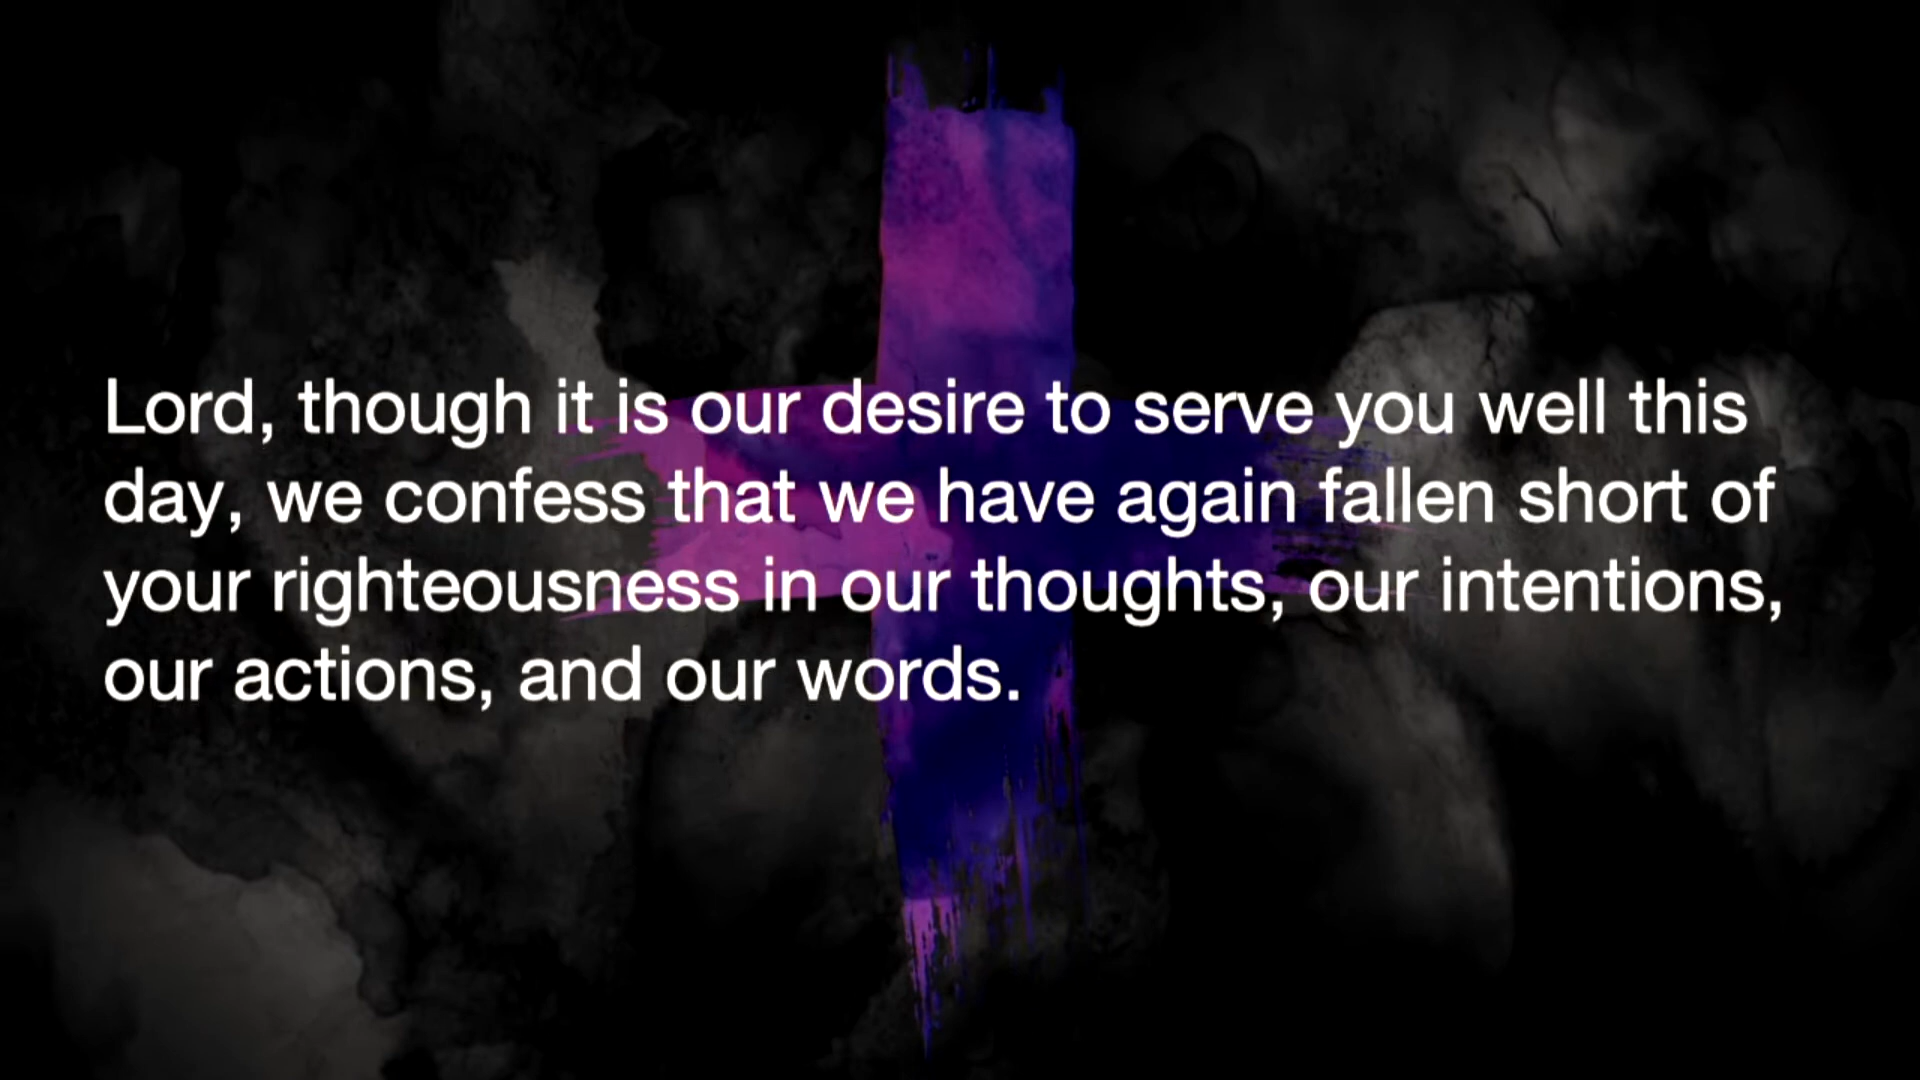 Lord, though it is our desire to serve you well this
day, we confess that we have again fallen short of
your righteousness in our thoughts, our intentions,
our actions, and our words.